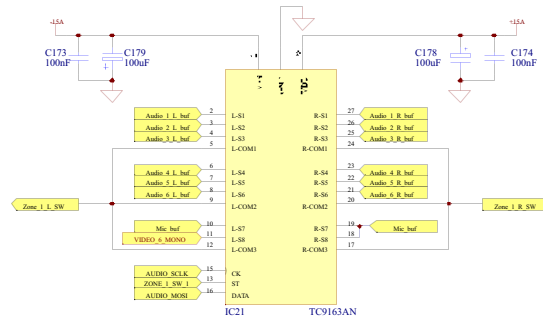 -15A
+15A
C173
100nF
C179
100uF
C178
100uF
C174
100nF
Audio_1_L_buf 2 L-S1 R-S1 27 Audio_1_R_buf
Audio_2_L_buf 3 L-S2 R-S2 26 Audio_2_R_buf
Audio_3_L_buf 4 L-S3 R-S3 25 Audio_3_R_buf
5 L-COM1 R-COM1 24
Audio_4_L_buf 6 L-S4 R-S4 23 Audio_4_R_buf
Audio_5_L_buf 7 L-S5 R-S5 22 Audio_5_R_buf
Audio_6_L_buf 8 L-S6 R-S6 21 Audio_6_R_buf
Zone_1_L_SW 9 L-COM2 R-COM2 20 Zone_1_R_SW
Mic_buf 10 L-S7 R-S7 19 Mic_buf
VIDEO_6_MONO 11 L-S8 R-S8 18
12 L-COM3 R-COM3 17
AUDIO_SCLK 15 CK
ZONE_1_SW_1 13 ST
AUDIO_MOSI 16 DATA
IC21 TC9163AN